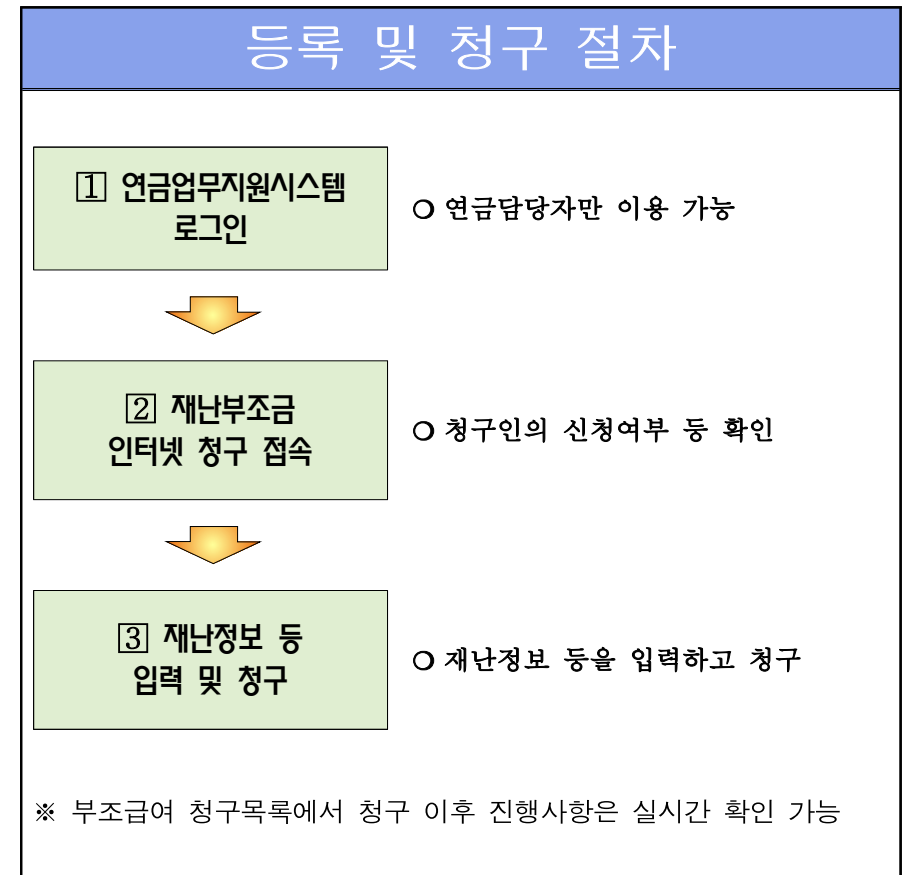 등록 및 청구 절차
1 연금업무지원시스템
로그인
○ 연금담당자만 이용 가능
2 재난부조금
인터넷 청구 접속
○ 청구인의 신청여부 등 확인
3 재난정보 등
입력 및 청구
○ 재난정보 등을 입력하고 청구
※ 부조급여 청구목록에서 청구 이후 진행사항은 실시간 확인 가능